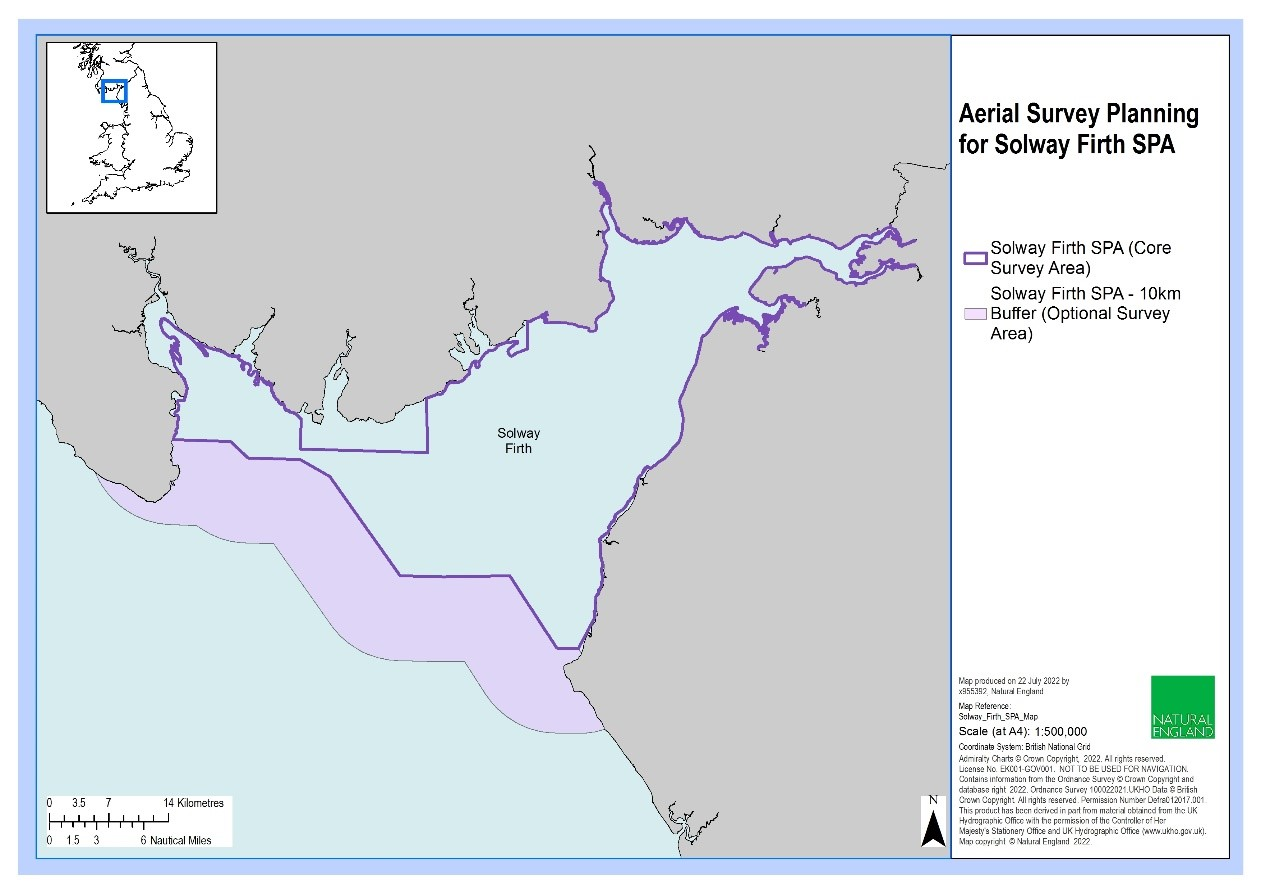 Aerial Survey Planning
for Solway Firth SPA
Solway Firth SPA (Core
Survey Area)
Solway Firth SPA - 10km
Buffer (Optional Survey
Area)
Solway
Firth
Map produced on 22 July 2022 by
x955392, Natural England
Map Reference:
Solway_Firth_SPA_Map
Scale (at A4): 1:500,000
NATURAL
ENGLAND
Coordinate System: British National Grid
Admiralty Charts © Crown Copyright, 2022. All rights reserved.
License No. EK001-GOV001. NOT TO BE USED FOR NAVIGATION.
Contains information from the Ordnance Survey © Crown Copyright and
database right 2022. Ordnance Survey 100022021.UKHO Data © British
Crown Copyright. All rights reserved. Permission Number Defra012017.001.
This product has been derived in part from material obtained from the UK
Hydrographic Office with the permission of the Controller of Her
Majesty's Stationery Office and UK Hydrographic Office (www.ukho.gov.uk).
Map copyright © Natural England 2022.
0 3.5 7 14 Kilometres
0 1.5 3 6 Nautical Miles
N